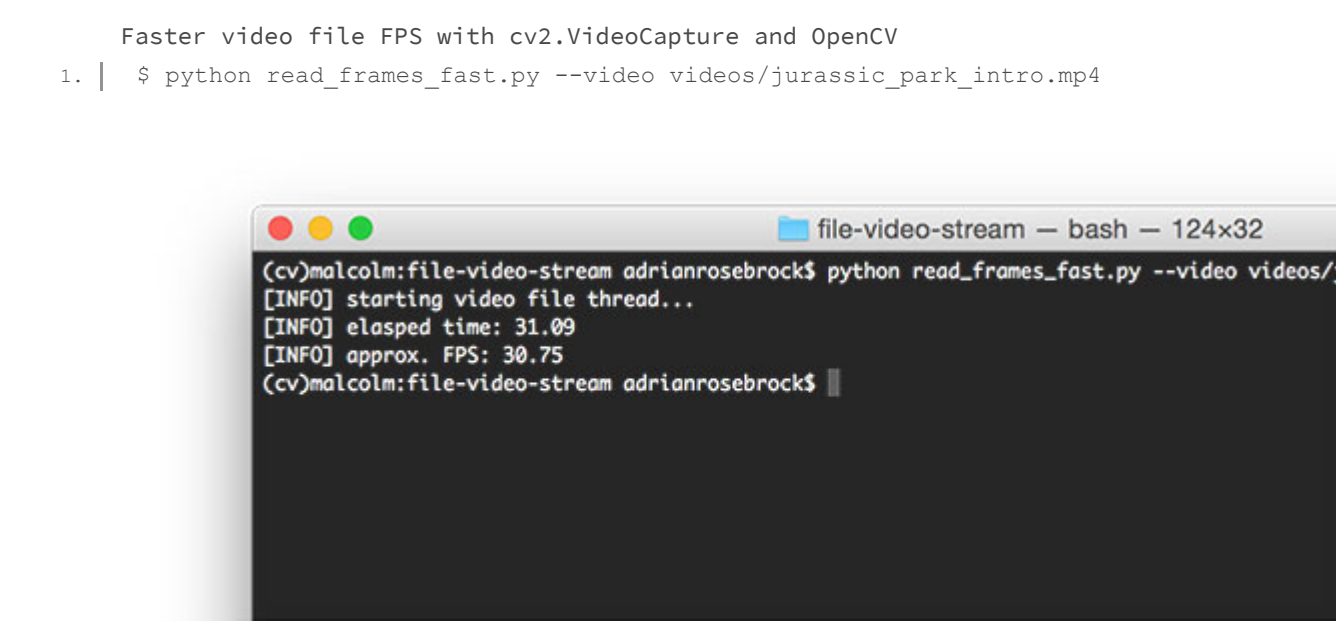 Faster video file FPS with cv2.VideoCapture and OpenCV
1. $ python read_frames_fast.py --video videos/jurassic_park_intro.mp4
file-video-stream — bash — 124×32
(cv)malcolm:file-video-stream adrianrosebrock$ python read_frames_fast.py --video videos/
[INFO] starting video file thread...
[INFO] elasped time: 31.09
[INFO] approx. FPS: 30.75
(cv)malcolm:file-video-stream adrianrosebrock$